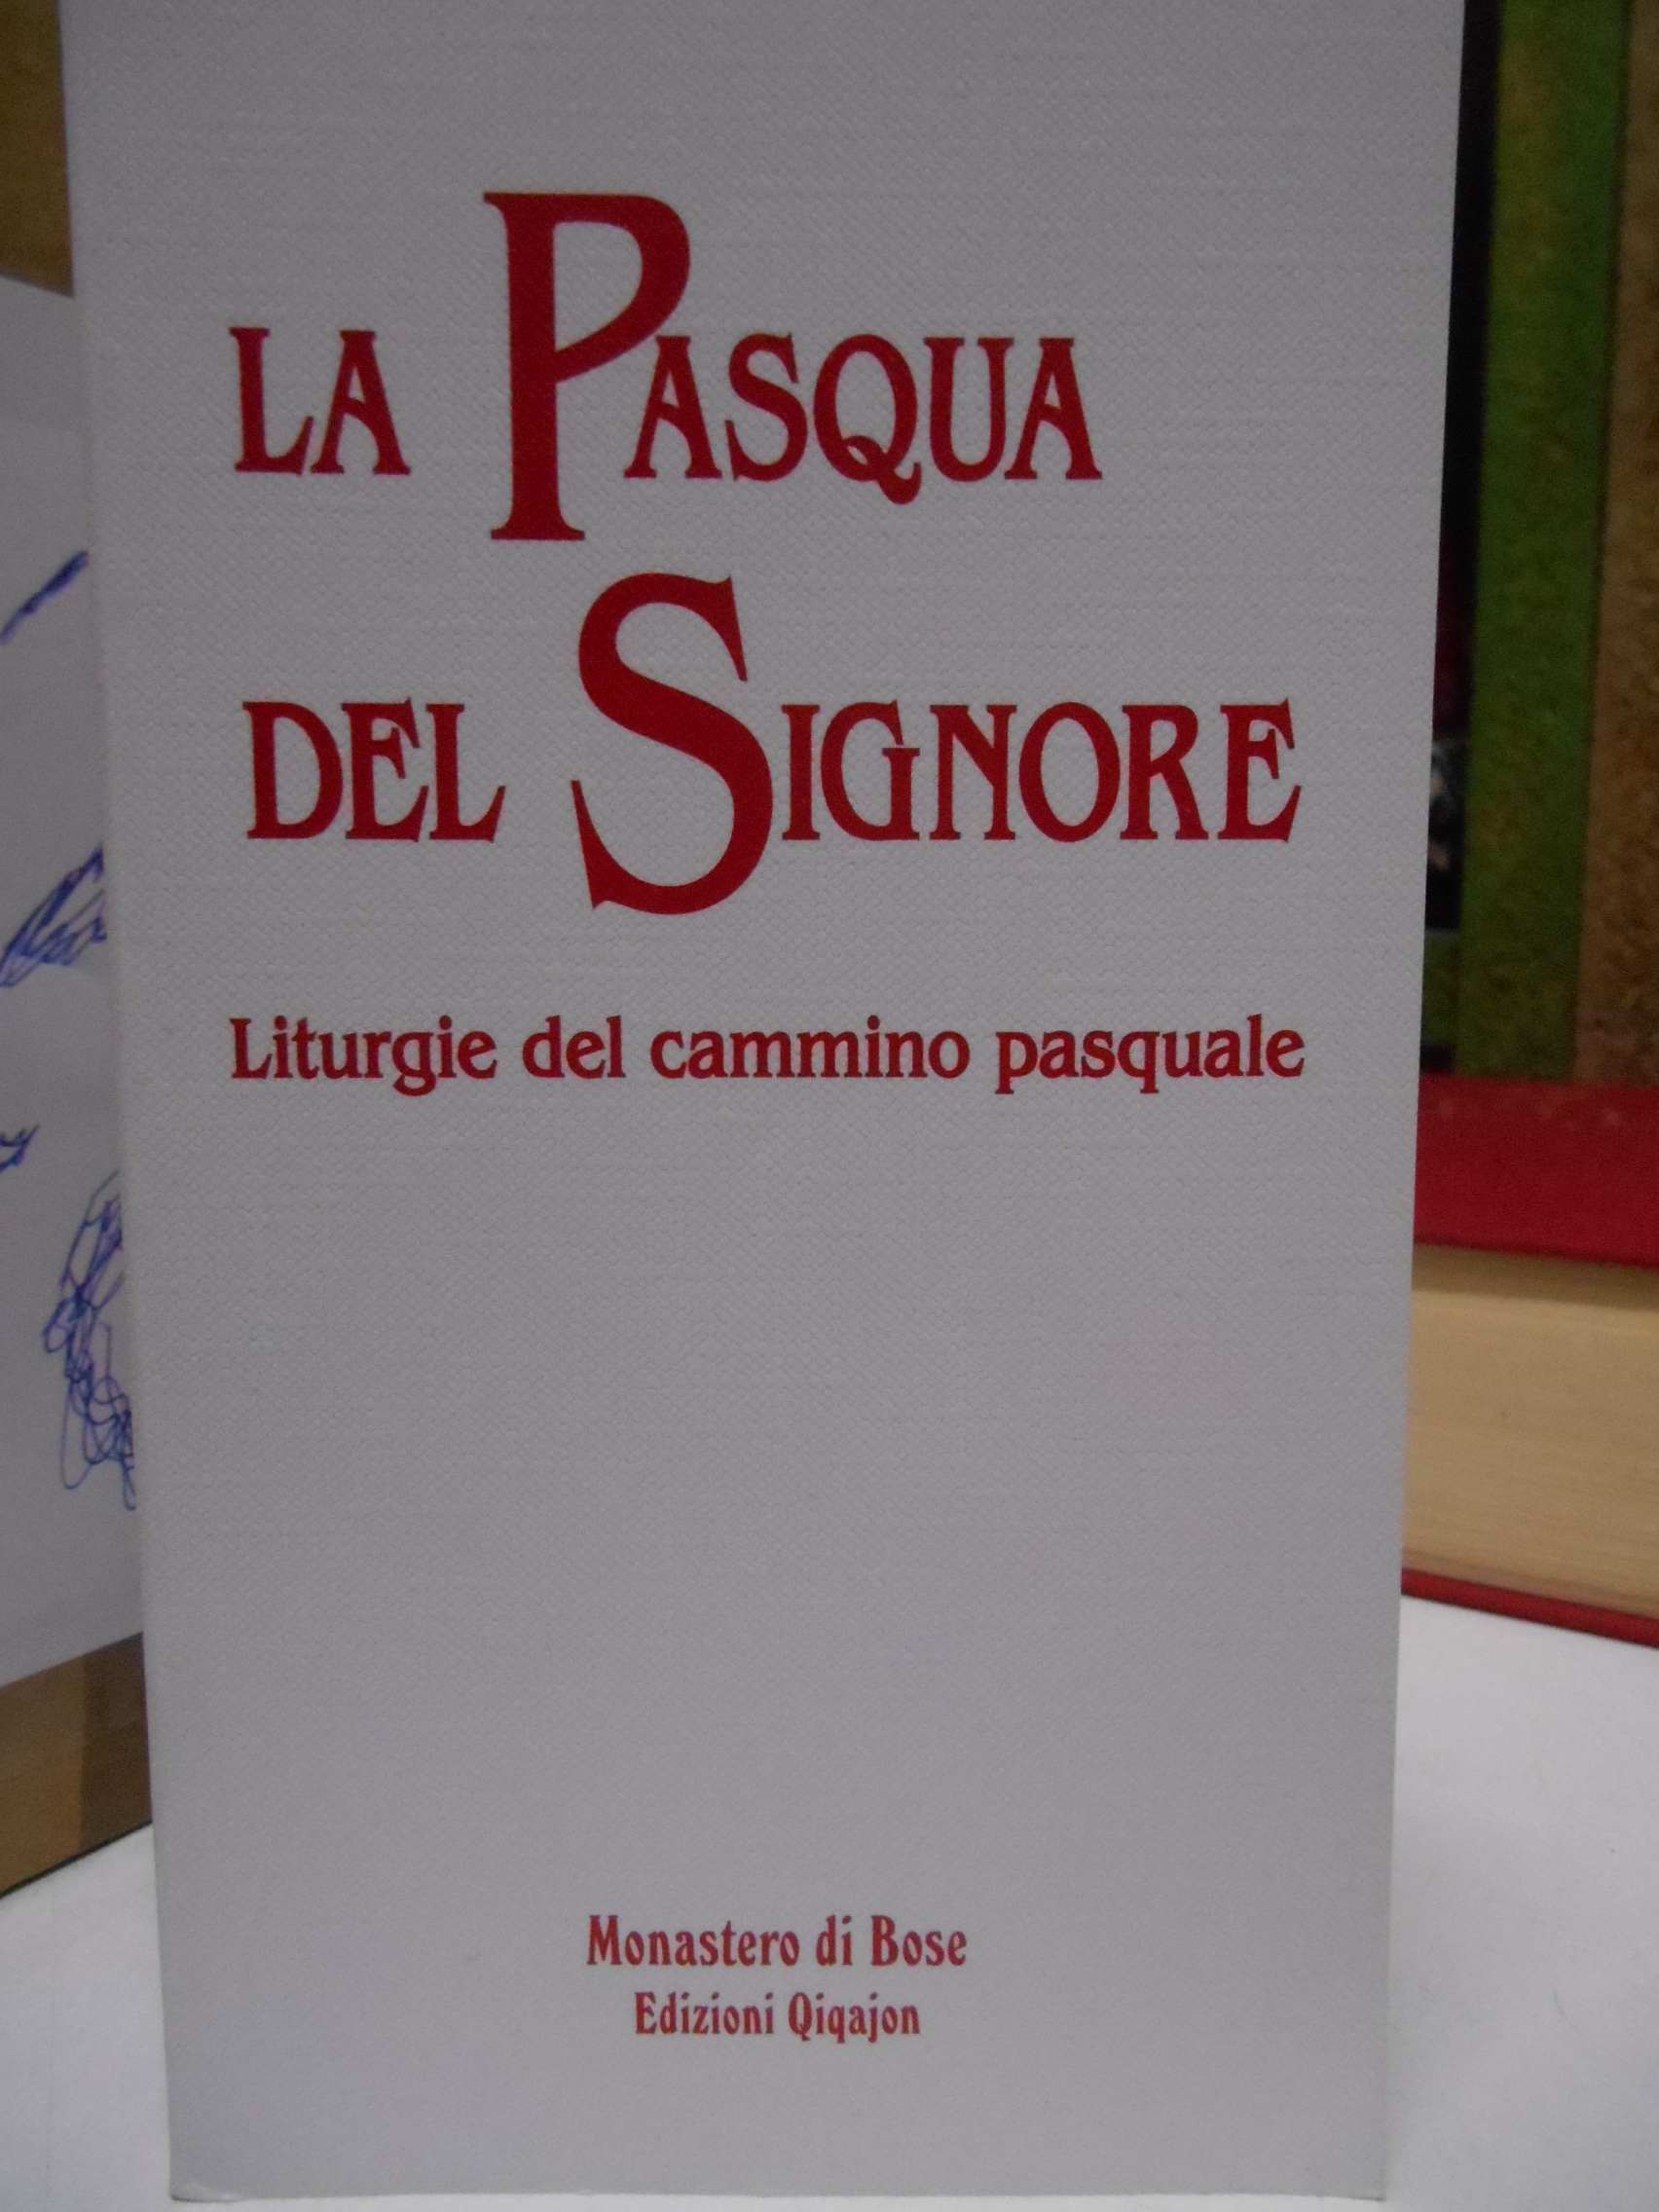 LA PASQUA
DEL SIGNORE
Liturgie del cammino pasquale
Monastero di Bose
Edizioni Qiqajon